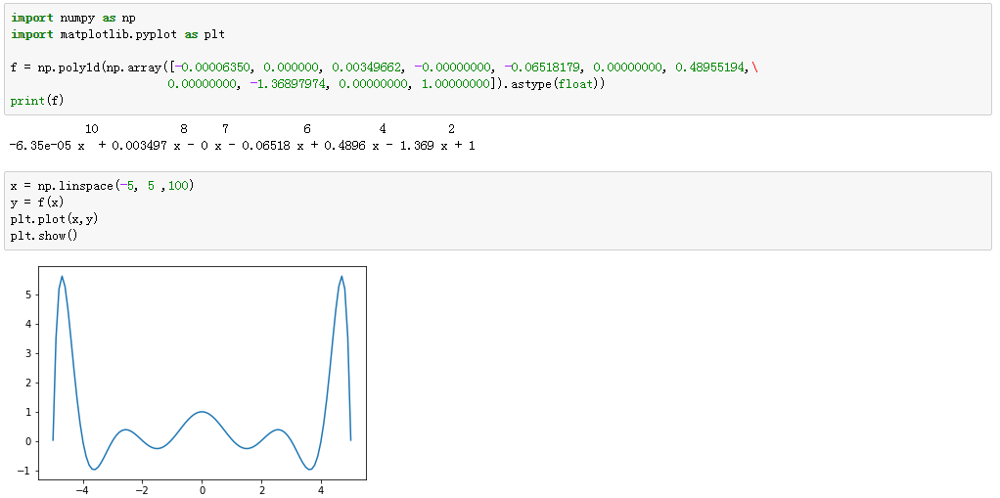 import numpy as np
import matplotlib.pyplot as plt
f = np.poly1d(np.array([-0.00006350, 0.000000, 0.00349662, -0.00000000, -0.06518179, 0.00000000, 0.48955194,\
0.00000000, -1.36897974, 0.00000000, 1.00000000]).astype(float))
print(f)
10 8 7 6 4 2
-6.35e-05 x + 0.003497 x - 0 x - 0.06518 x + 0.4896 x - 1.369 x + 1
x = np.linspace(-5, 5 ,100)
y = f(x)
plt.plot(x,y)
plt.show()
5
4
3
2
1
0
−1
−4 −2 0 2 4